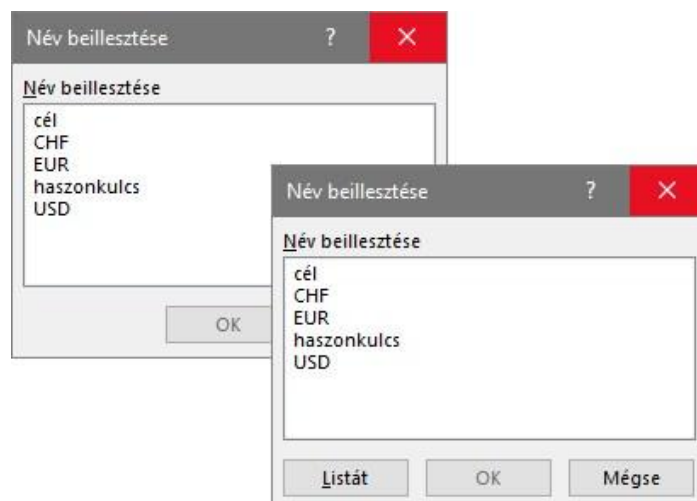 Név beillesztése
?
Név beillesztése
cél
CHF
EUR
haszonkulcs
USD
OK
Név beillesztése
?
Név beillesztése
cél
CHF
EUR
haszonkulcs
USD
Listát
OK
Mégse